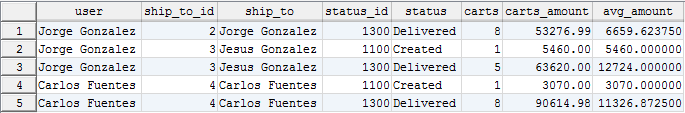 user ship_to_id ship_to status_id status carts carts_amount avg_amount
1 Jorge Gonzalez 2 Jorge Gonzalez 1300 Delivered 8 53276.99 6659.623750
2 Jorge Gonzalez 3 Jesus Gonzalez 1100 Created 1 5460.00 5460.000000
3 Jorge Gonzalez 3 Jesus Gonzalez 1300 Delivered 5 63620.00 12724.000000
4 Carlos Fuentes 4 Carlos Fuentes 1100 Created 1 3070.00 3070.000000
5 Carlos Fuentes 4 Carlos Fuentes 1300 Delivered 8 90614.98 11326.872500